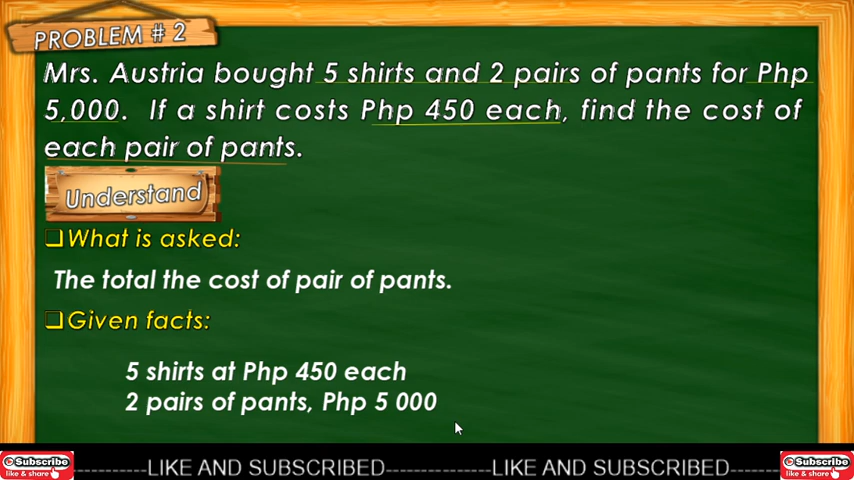 PROBLEM # 2
Mrs. Austria bought 5 shirts and 2 pairs of pants for Php
5,000. If a shirt costs Php 450 each, find the cost of
each pair of pants.
Understand
❑What is asked:
The total the cost of pair of pants.
❑Given facts:
5 shirts at Php 450 each
2 pairs of pants, Php 5 000
Subscribe
like & share
-----------LIKE AND SUBSCRIBED----------------LIKE AND SUBSCRIBED-------
Subscribe
like & share
Subscribe